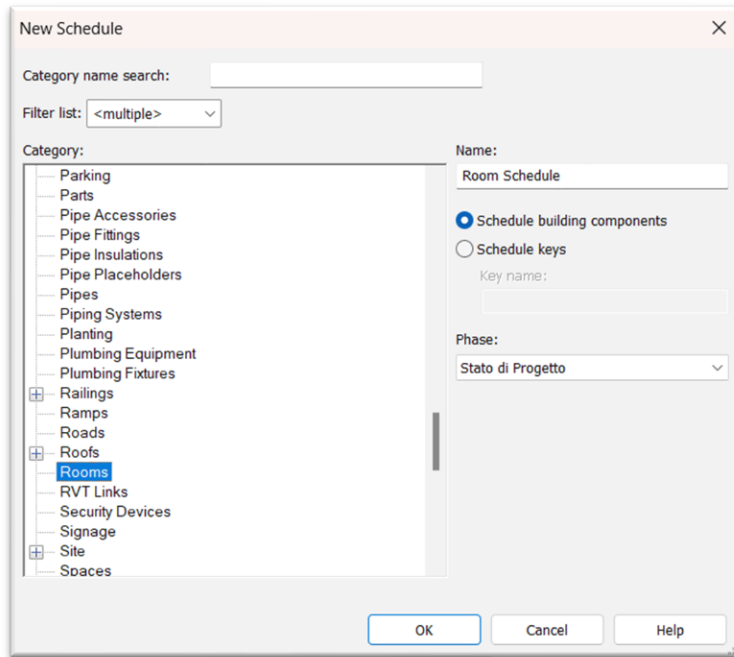 New Schedule
Category name search:
Filter list: <multiple>
Category:
Parking
Parts
Pipe Accessories
Pipe Fittings
Pipe Insulations
Pipe Placeholders
Pipes
Piping Systems
Planting
Plumbing Equipment
Plumbing Fixtures
Railings
Ramps
Roads
Roofs
Rooms
RVT Links
Security Devices
Signage
Site
Spaces
Name:
Room Schedule
Schedule building components
Schedule keys
Key name:
Phase:
Stato di Progetto
OK Cancel Help